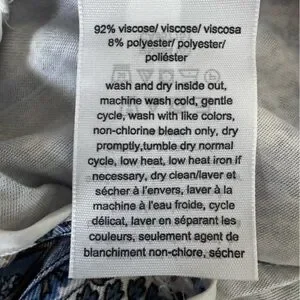 92% viscose/ viscose/ viscosa
8% polyester/ polyester/
poliéster
wash and dry inside out,
machine wash cold, gentle
cycle, wash with like colors,
non-chlorine bleach only, dry
promptly,tumble dry normal
cycle, low heat, low heat iron if
necessary, dry clean/laver et
sécher à l'envers, laver à la
machine à l'eau froide, cycle
délicat, laver en séparant les
couleurs, seulement agent de
blanchiment non-chlore, sécher